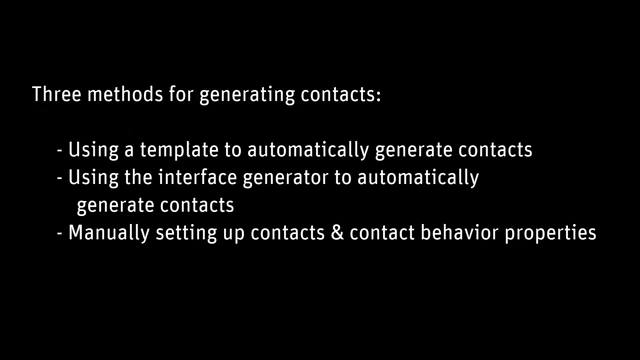 Three methods for generating contacts:
- Using a template to automatically generate contacts
- Using the interface generator to automatically
generate contacts
- Manually setting up contacts & contact behavior properties